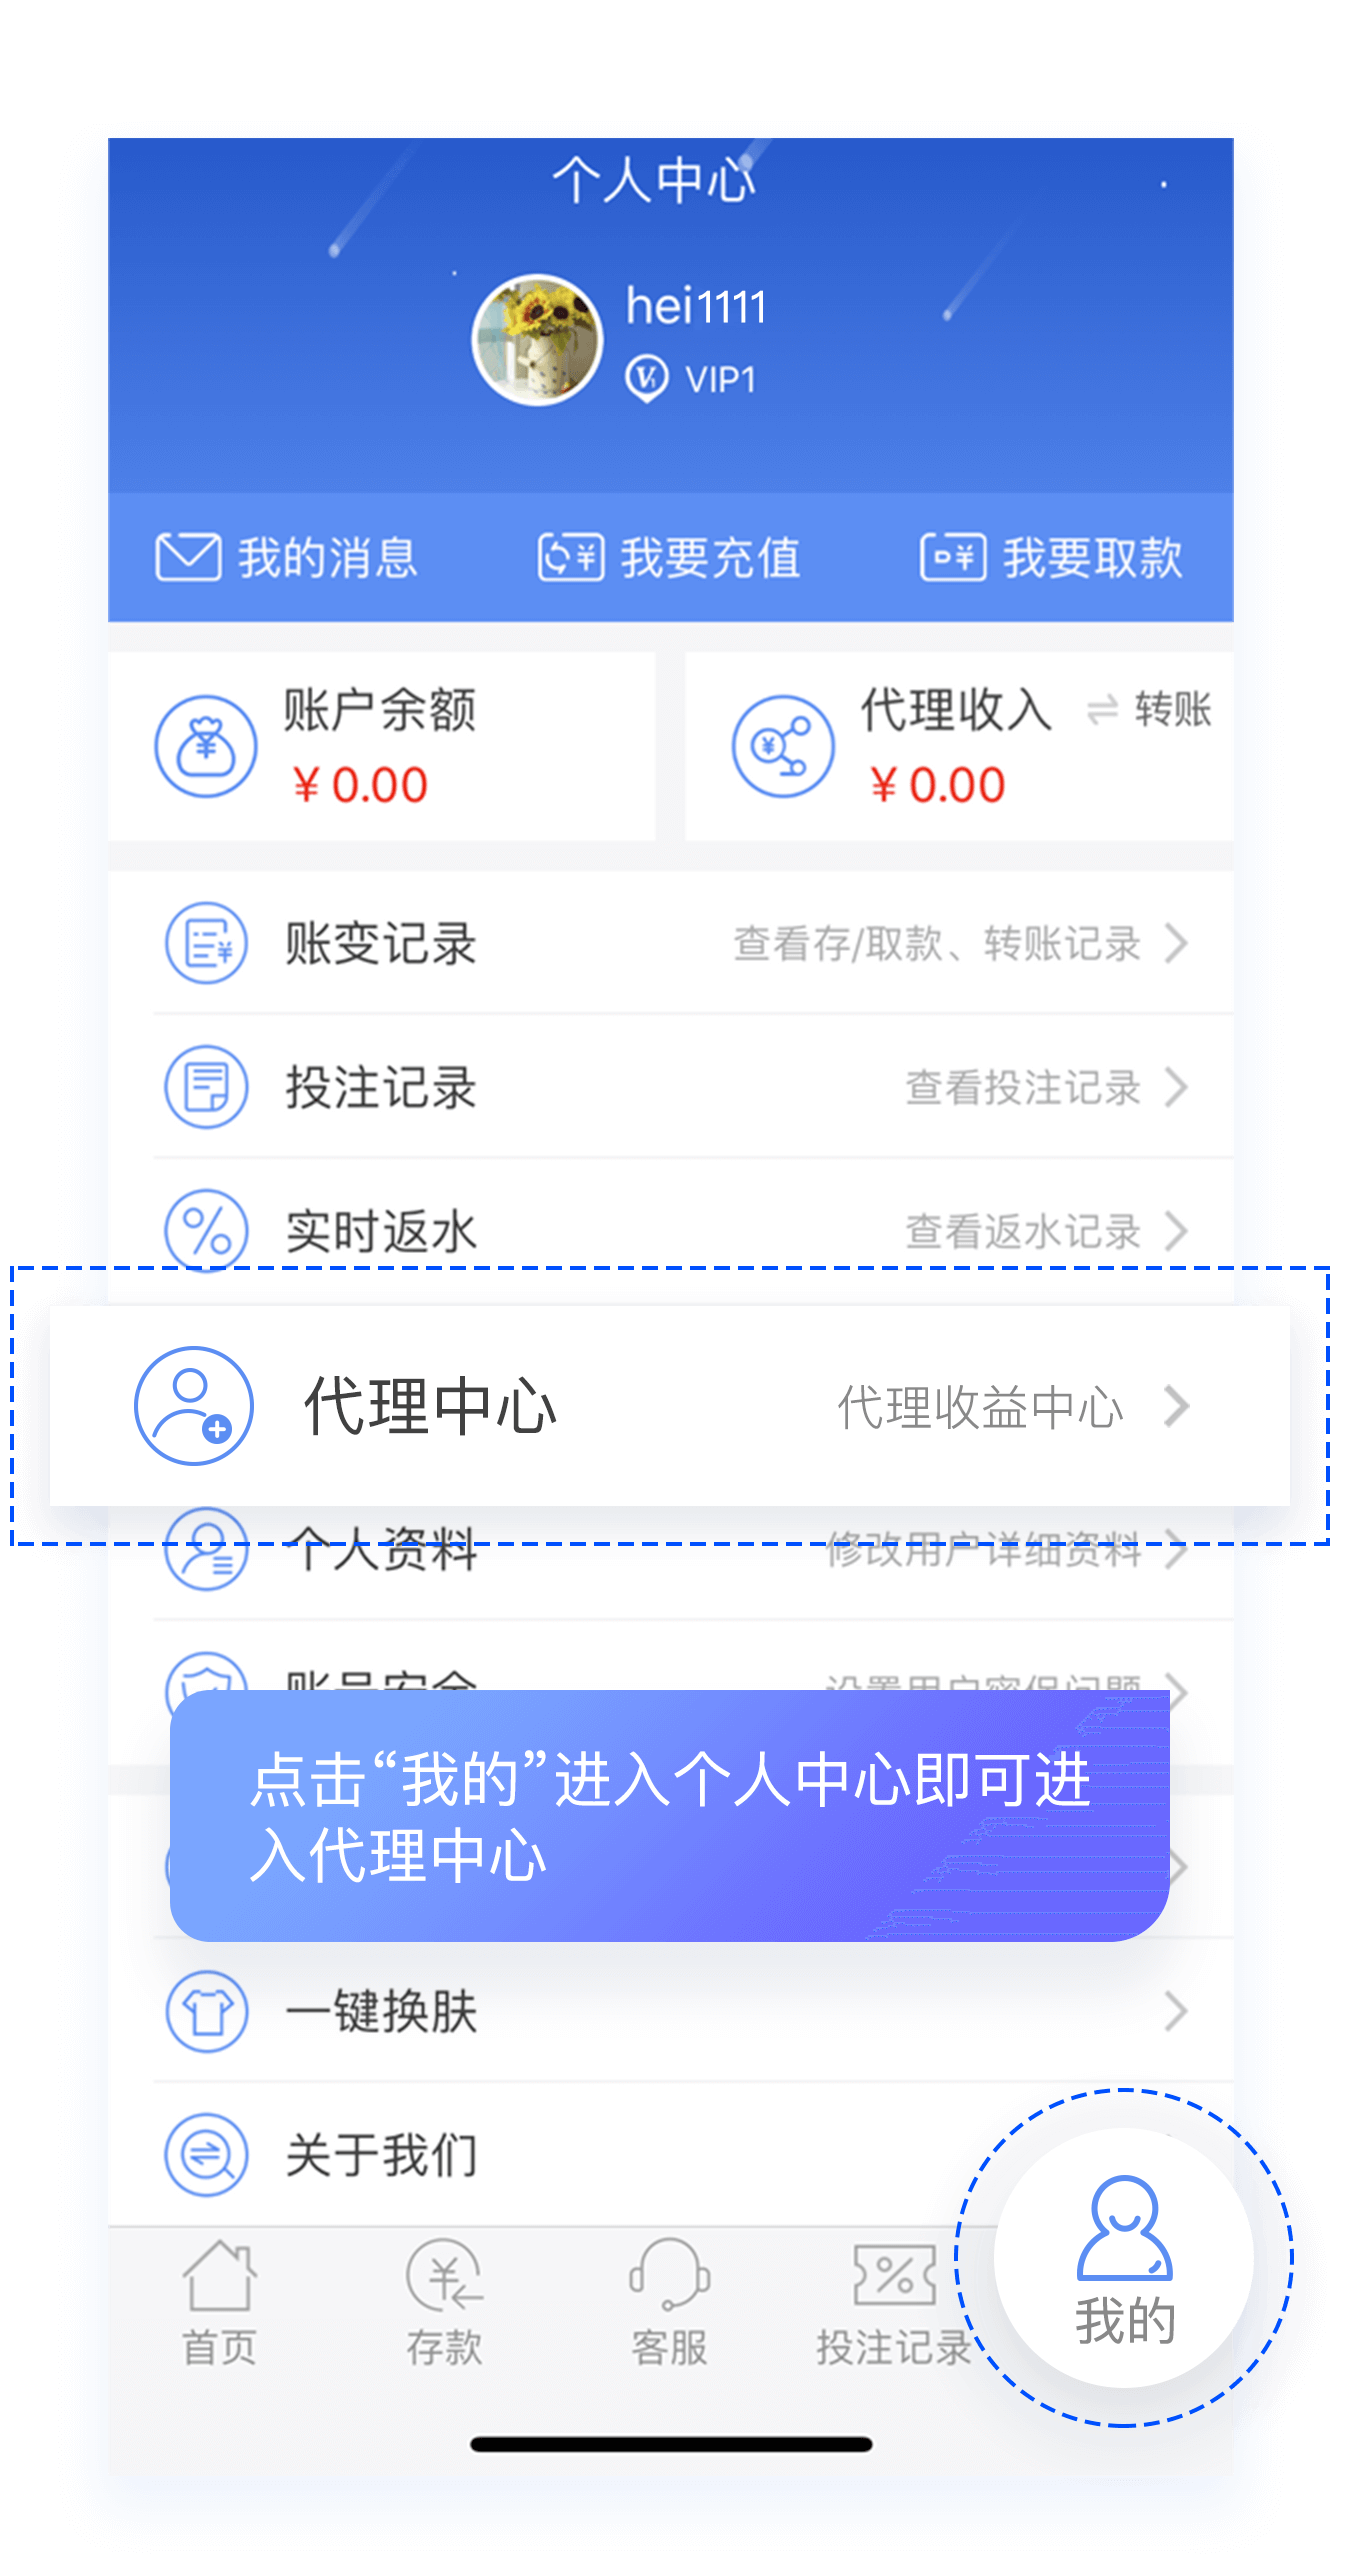 个人中心
hei1111
VIP1
我的消息
我要充值
我要取款
账户余额
¥ 0.00
代理收入
转账
¥ 0.00
账变记录
查看存/取款、转账记录
投注记录
查看投注记录
实时返水
查看返水记录
代理中心
代理收益中心
个人资料
修改用户详细资料
点击“我的”进入个人中心即可进
入代理中心
一键换肤
关于我们
首页
存款
客服
投注记录
我的